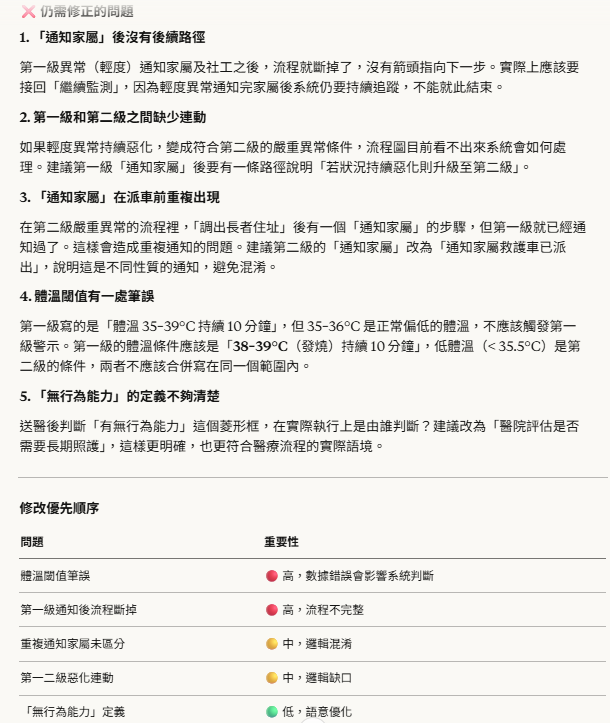 ❌ 仍需修正的問題
1. 「通知家屬」後沒有後續路徑
第一級異常（輕度）通知家屬及社工之後，流程就斷掉了，沒有箭頭指向下一步。實際上應該要
接回「繼續監測」，因為輕度異常通知完家屬後系統仍要持續追蹤，不能就此結束。
2. 第一級和第二級之間缺少連動
如果輕度異常持續惡化，變成符合第二級的嚴重異常條件，流程圖目前看不出來系統會如何處
理。建議第一級「通知家屬」後要有一條路徑說明「若狀況持續惡化則升級至第二級」。
3. 「通知家屬」在派車前重複出現
在第二級嚴重異常的流程裡，「調出長者住址」後有一個「通知家屬」的步驟，但第一級就已經通
知過了。這樣會造成重複通知的問題。建議第二級的「通知家屬」改為「通知家屬救護車已派
出」，說明這是不同性質的通知，避免混淆。
4. 體溫閾值有一處筆誤
第一級寫的是「體溫 35–39°C 持續 10 分鐘」，但 35–36°C 是正常偏低的體溫，不應該觸發第一
級警示。第一級的體溫條件應該是「38–39°C（發燒）持續 10 分鐘」，低體溫（< 35.5°C）是第
二級的條件，兩者不應該合併寫在同一個範圍內。
5. 「無行為能力」的定義不夠清楚
送醫後判斷「有無行為能力」這個菱形框，在實際執行上是由誰判斷？建議改為「醫院評估是否
需要長期照護」，這樣更明確，也更符合醫療流程的實際語境。
修改優先順序
問題 重要性
體溫閾值筆誤 🔴 高，數據錯誤會影響系統判斷
第一級通知後流程斷掉 🔴 高，流程不完整
重複通知家屬未區分 🟡 中，邏輯混淆
第一二級惡化連動 🟡 中，邏輯缺口
「無行為能力」定義 🟢 低，語意優化